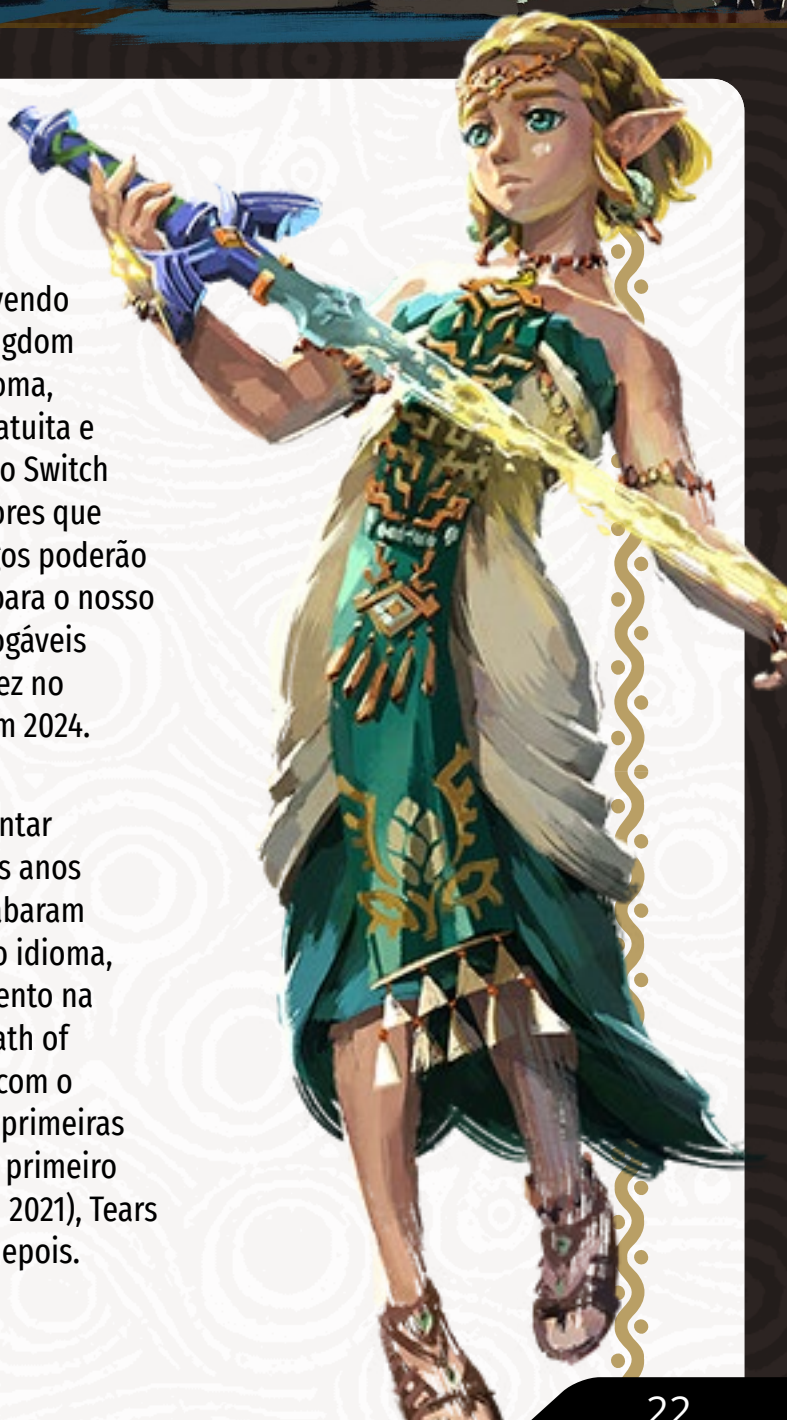 vendo
gdom
oma,
atuita e
o Switch
ores que
gos poderão
para o nosso
ogáveis
ez no
m 2024.
ntar
s anos
abaram
o idioma,
ento na
ath of
com o
primeiras
primeiro
2021), Tears
epois.
22